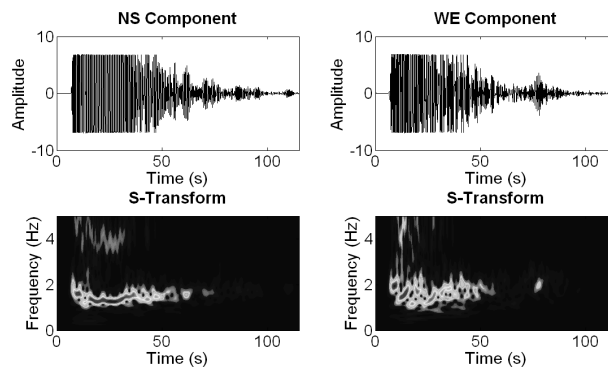 NS Component
WE Component
10
0
-10
Amplitude
0 50 100
Time (s)
10
0
-10
Amplitude
0 50 100
Time (s)
S-Transform
S-Transform
4
2
0
Frequency (Hz)
0 50 100
Time (s)
4
2
0
Frequency (Hz)
0 50 100
Time (s)